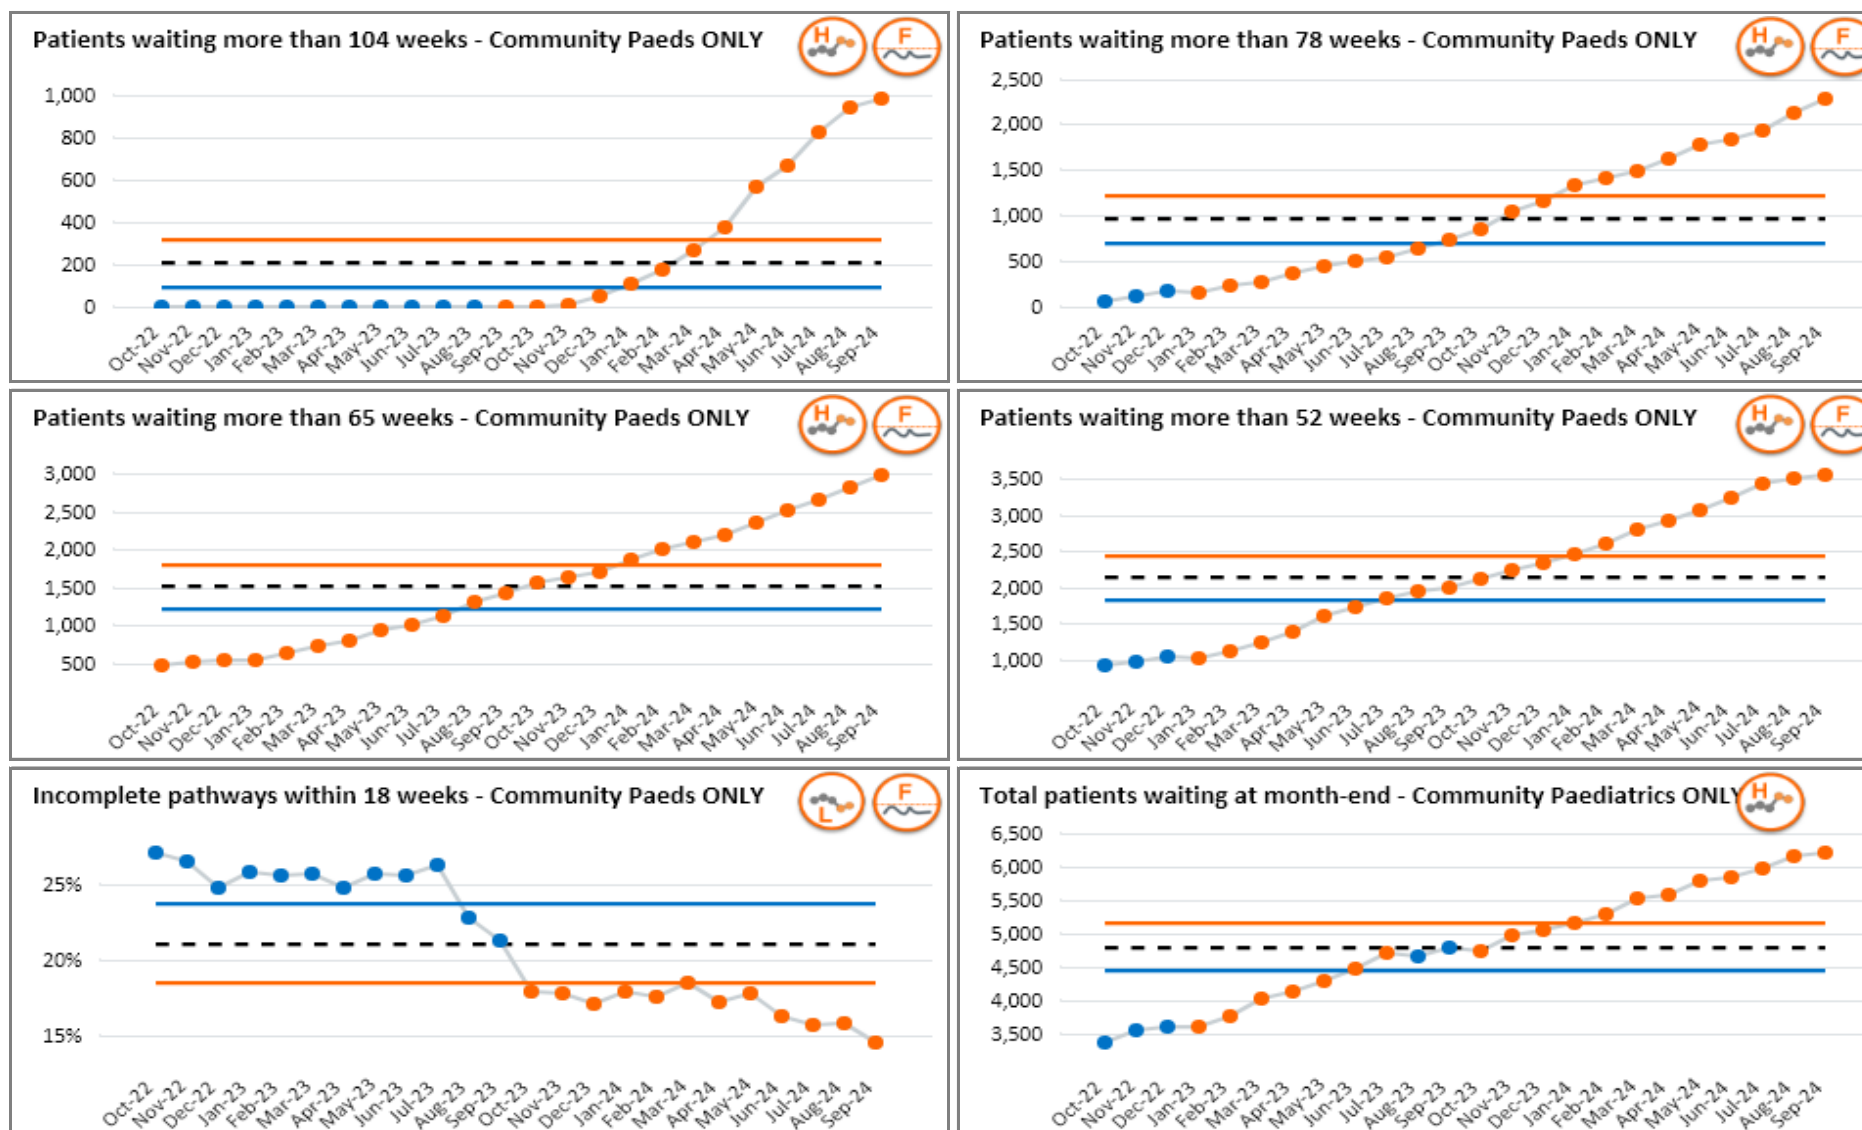 Patients waiting more than 104 weeks - Community Paeds ONLY
H
F
1,000
800
600
400
200
0
Oct-22 Nov-22 Dec-22 Jan-23 Feb-23 Mar-23 Apr-23 May-23 Jun-23 Jul-23 Aug-23 Sep-23 Oct-23 Nov-23 Dec-23 Jan-24 Feb-24 Mar-24 Apr-24 May-24 Jun-24 Jul-24 Aug-24 Sep-24
Patients waiting more than 78 weeks - Community Paeds ONLY
H
F
2,500
2,000
1,500
1,000
500
0
Oct-22 Nov-22 Dec-22 Jan-23 Feb-23 Mar-23 Apr-23 May-23 Jun-23 Jul-23 Aug-23 Sep-23 Oct-23 Nov-23 Dec-23 Jan-24 Feb-24 Mar-24 Apr-24 May-24 Jun-24 Jul-24 Aug-24 Sep-24
Patients waiting more than 65 weeks - Community Paeds ONLY
H
F
3,000
2,500
2,000
1,500
1,000
500
Oct-22 Nov-22 Dec-22 Jan-23 Feb-23 Mar-23 Apr-23 May-23 Jun-23 Jul-23 Aug-23 Sep-23 Oct-23 Nov-23 Dec-23 Jan-24 Feb-24 Mar-24 Apr-24 May-24 Jun-24 Jul-24 Aug-24 Sep-24
Patients waiting more than 52 weeks - Community Paeds ONLY
H
F
3,500
3,000
2,500
2,000
1,500
1,000
Oct-22 Nov-22 Dec-22 Jan-23 Feb-23 Mar-23 Apr-23 May-23 Jun-23 Jul-23 Aug-23 Sep-23 Oct-23 Nov-23 Dec-23 Jan-24 Feb-24 Mar-24 Apr-24 May-24 Jun-24 Jul-24 Aug-24 Sep-24
Incomplete pathways within 18 weeks - Community Paeds ONLY
L
F
25%
20%
15%
Oct-22 Nov-22 Dec-22 Jan-23 Feb-23 Mar-23 Apr-23 May-23 Jun-23 Jul-23 Aug-23 Sep-23 Oct-23 Nov-23 Dec-23 Jan-24 Feb-24 Mar-24 Apr-24 May-24 Jun-24 Jul-24 Aug-24 Sep-24
Total patients waiting at month-end - Community Paediatrics ONLY
H
6,500
6,000
5,500
5,000
4,500
4,000
3,500
Oct-22 Nov-22 Dec-22 Jan-23 Feb-23 Mar-23 Apr-23 May-23 Jun-23 Jul-23 Aug-23 Sep-23 Oct-23 Nov-23 Dec-23 Jan-24 Feb-24 Mar-24 Apr-24 May-24 Jun-24 Jul-24 Aug-24 Sep-24